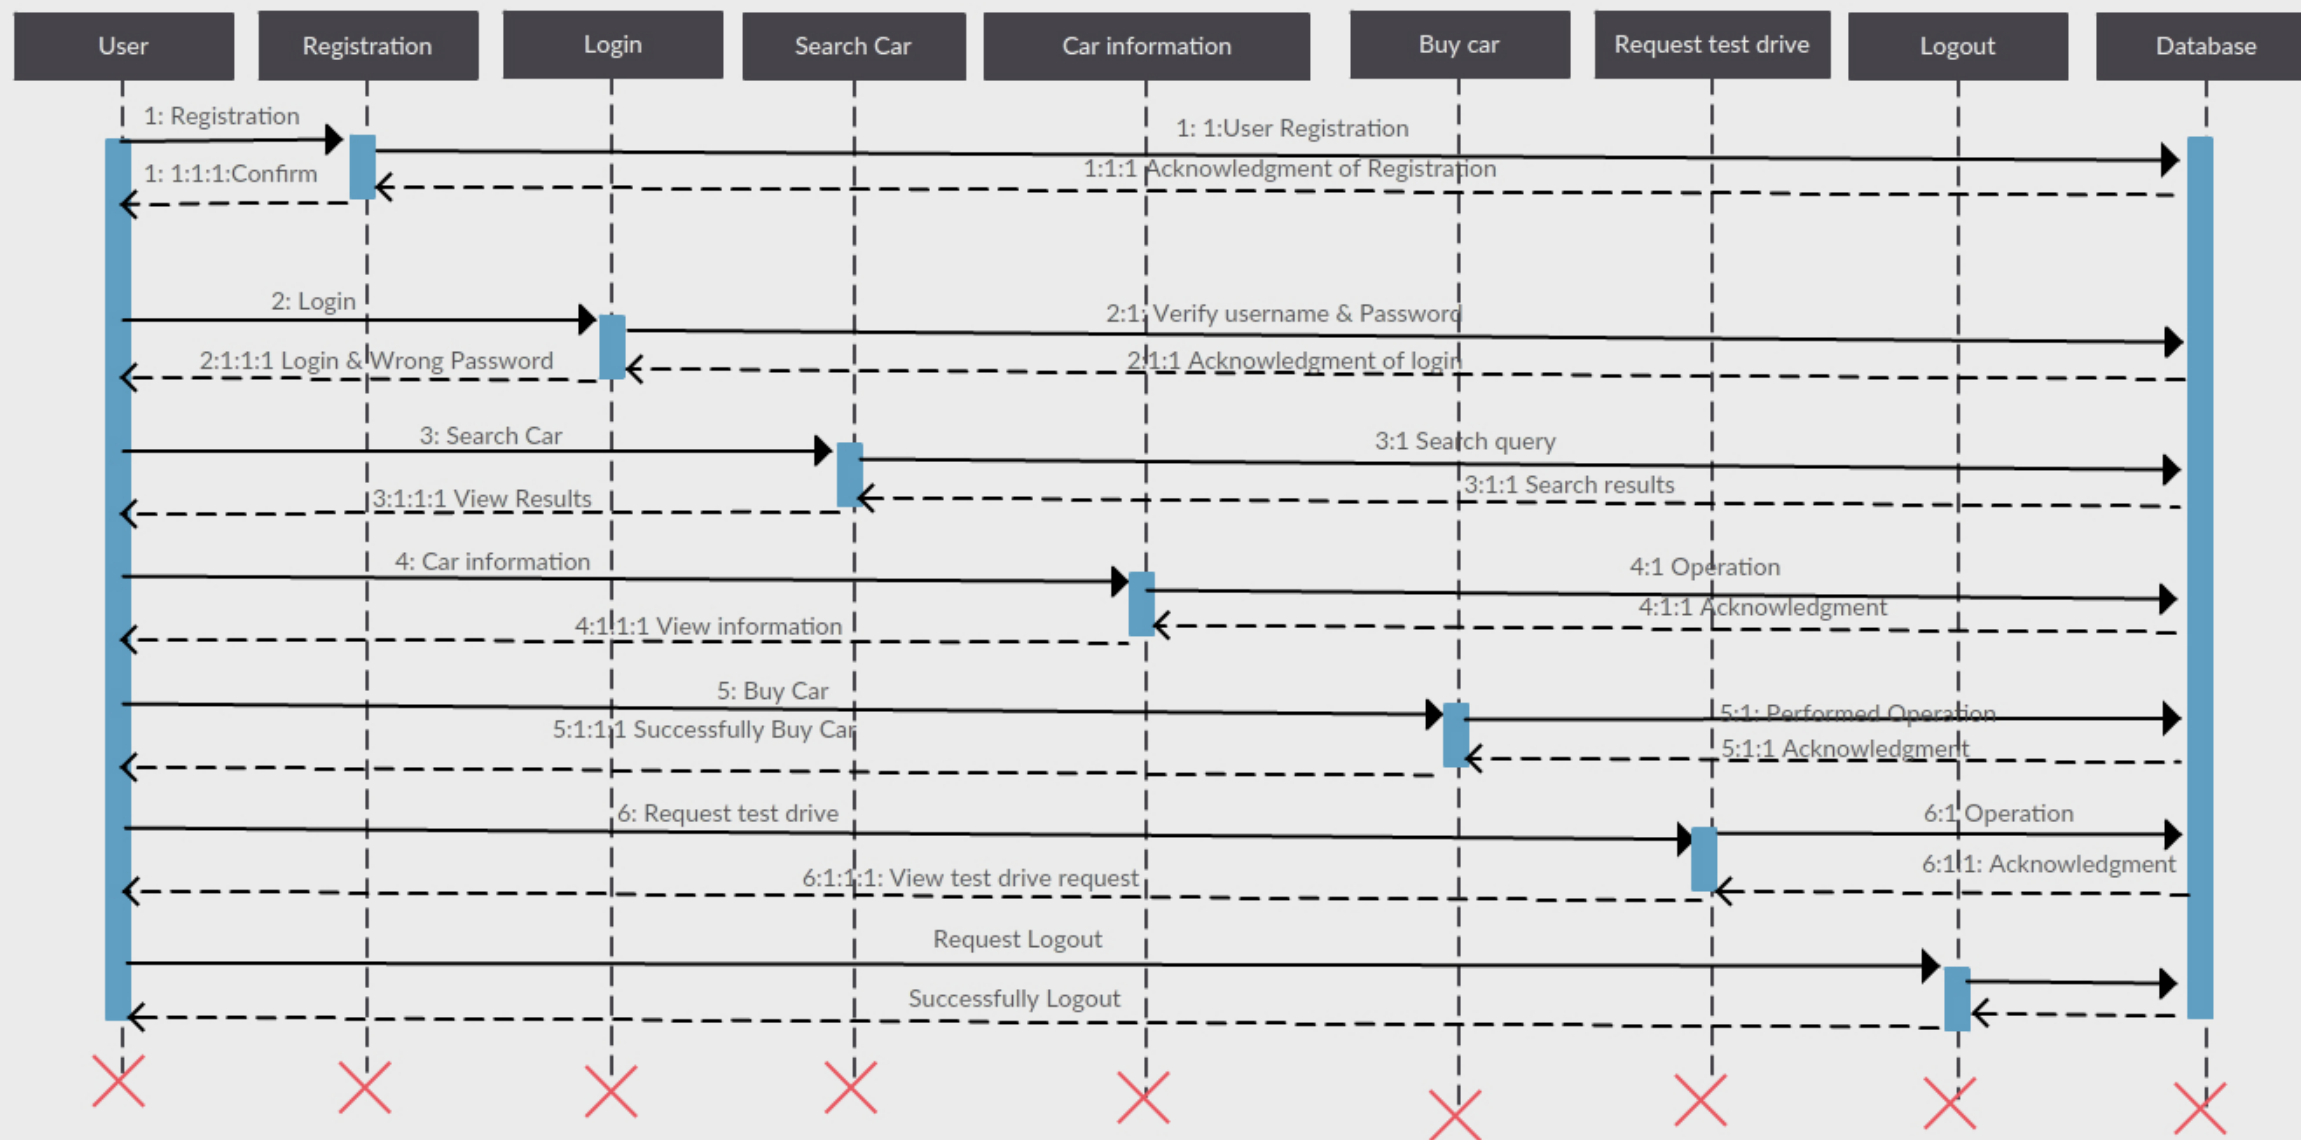 User
Registration
Login
Search Car
Car information
Buy car
Request test drive
Logout
Database
1: Registration
1: 1:User Registration
1:1:1 Acknowledgment of Registration
1: 1:1:1:Confirm
2: Login
2:1: Verify username & Password
2:1:1 Acknowledgment of login
2:1:1:1 Login & Wrong Password
3: Search Car
3:1 Search query
3:1:1 Search results
3:1:1:1 View Results
4: Car information
4:1 Operation
4:1:1 Acknowledgment
4:1:1:1 View information
5: Buy Car
5:1: Performed Operation
5:1:1:1 Successfully Buy Car
5:1:1 Acknowledgment
6: Request test drive
6:1 Operation
6:1:1: Acknowledgment
6:1:1:1: View test drive request
Request Logout
Successfully Logout